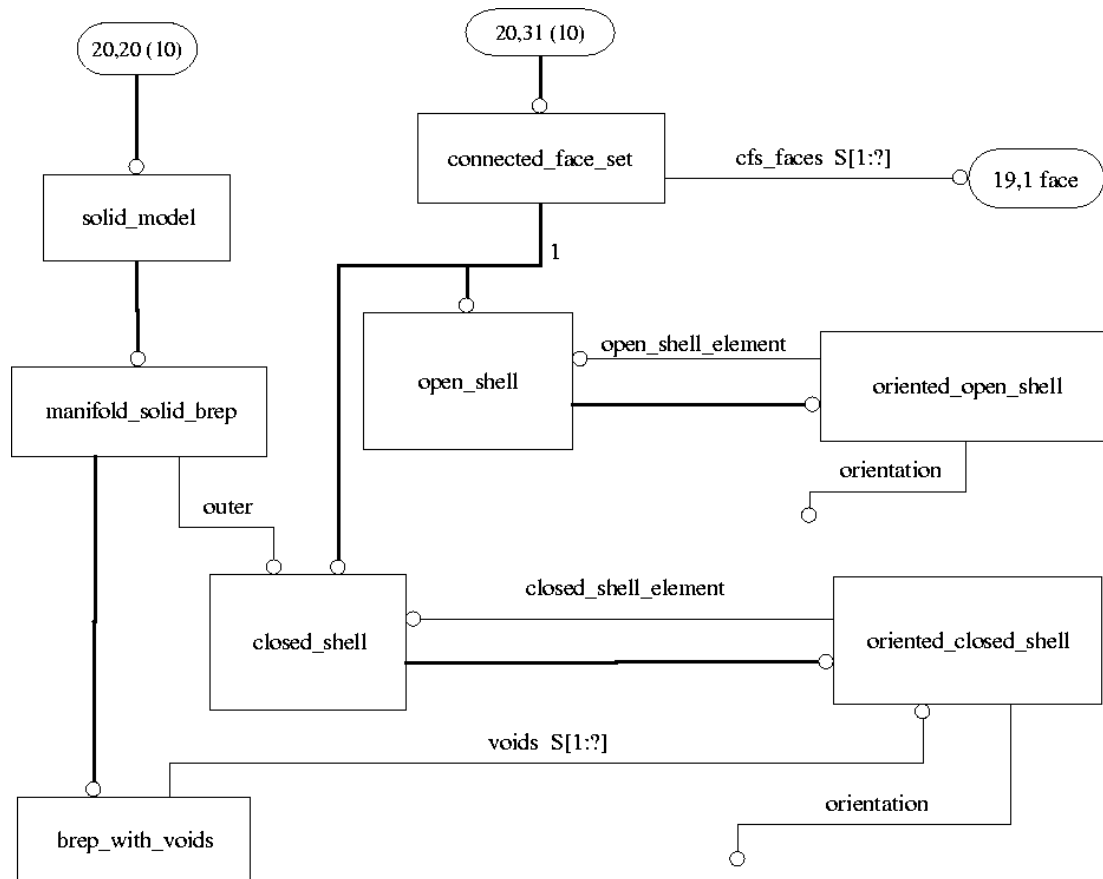 20,20 (10)
20,31 (10)
connected_face_set
cfs_faces S[1:?]
19,1 face
solid_model
1
open_shell_element
open_shell
oriented_open_shell
manifold_solid_brep
orientation
outer
closed_shell_element
closed_shell
oriented_closed_shell
voids S[1:?]
orientation
brep_with_voids